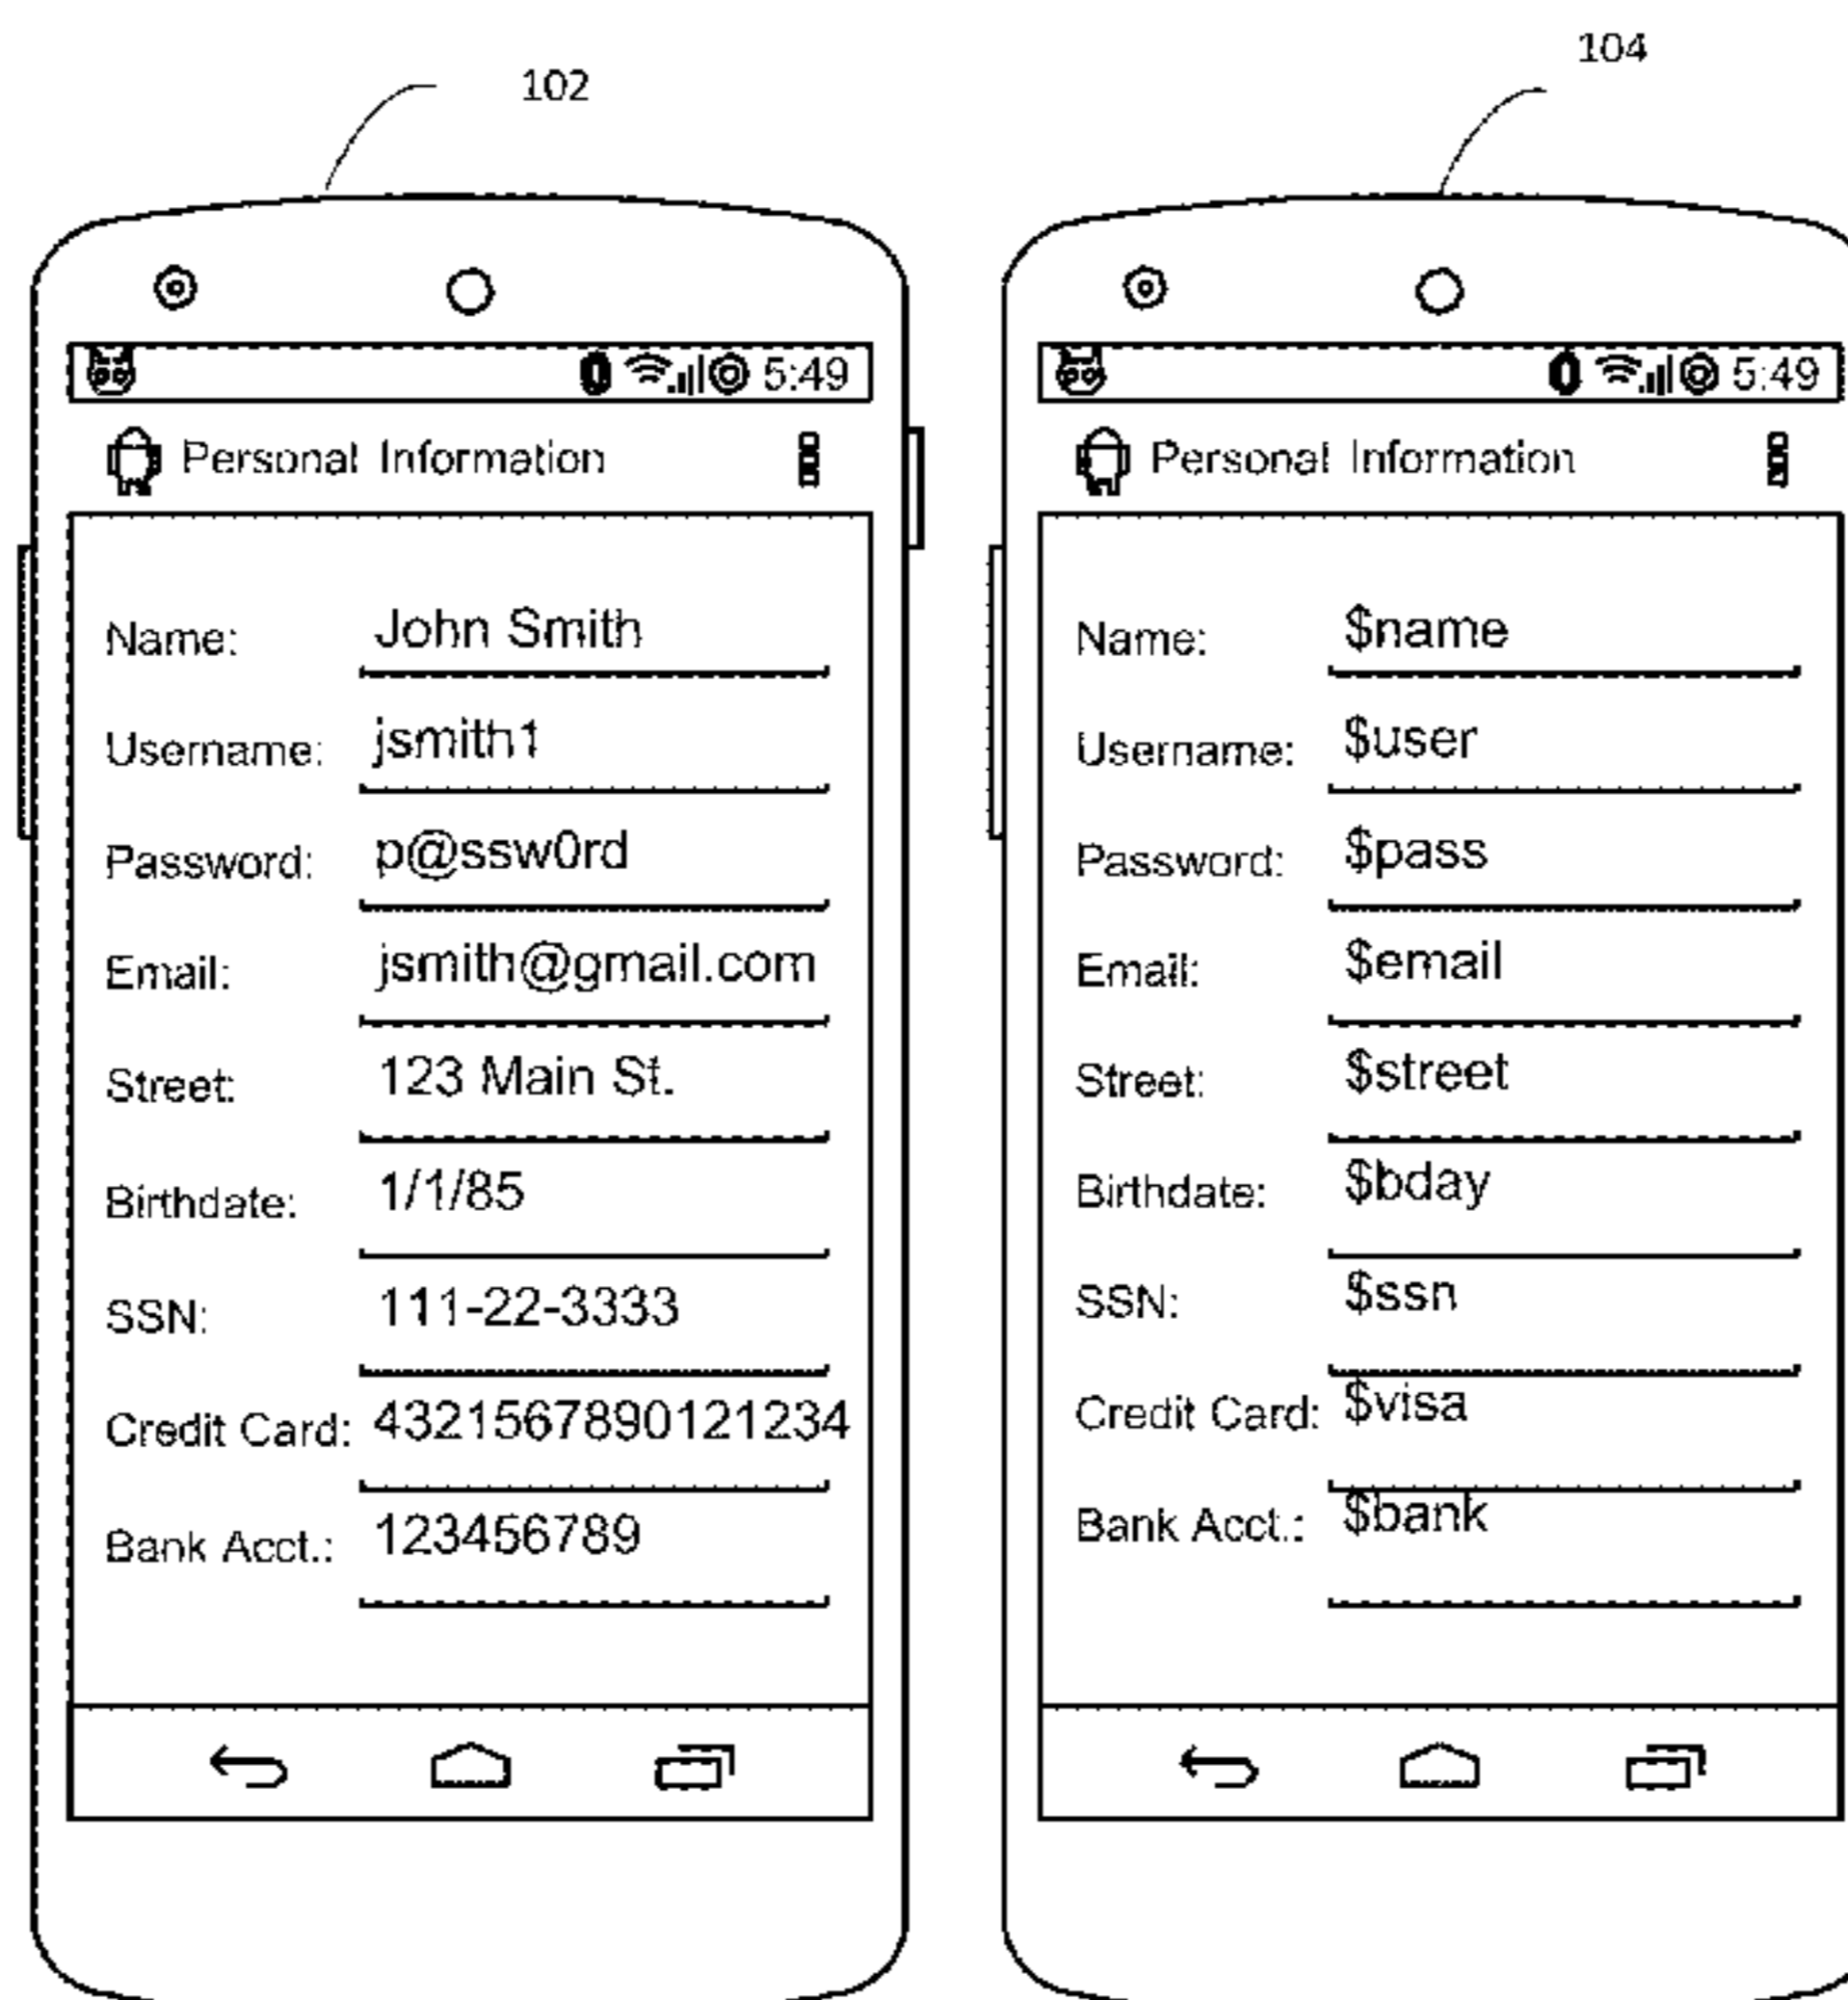 102
5:49
Personal Information
Name: John Smith
Username: jsmith1
Password: p@ssw0rd
Email: jsmith@gmail.com
Street: 123 Main St.
Birthdate: 1/1/85
SSN: 111-22-3333
Credit Card: 4321567890121234
Bank Acct.: 123456789
104
5:49
Personal Information
Name: $name
Username: $user
Password: $pass
Email: $email
Street: $street
Birthdate: $bday
SSN: $ssn
Credit Card: $visa
Bank Acct.: $bank